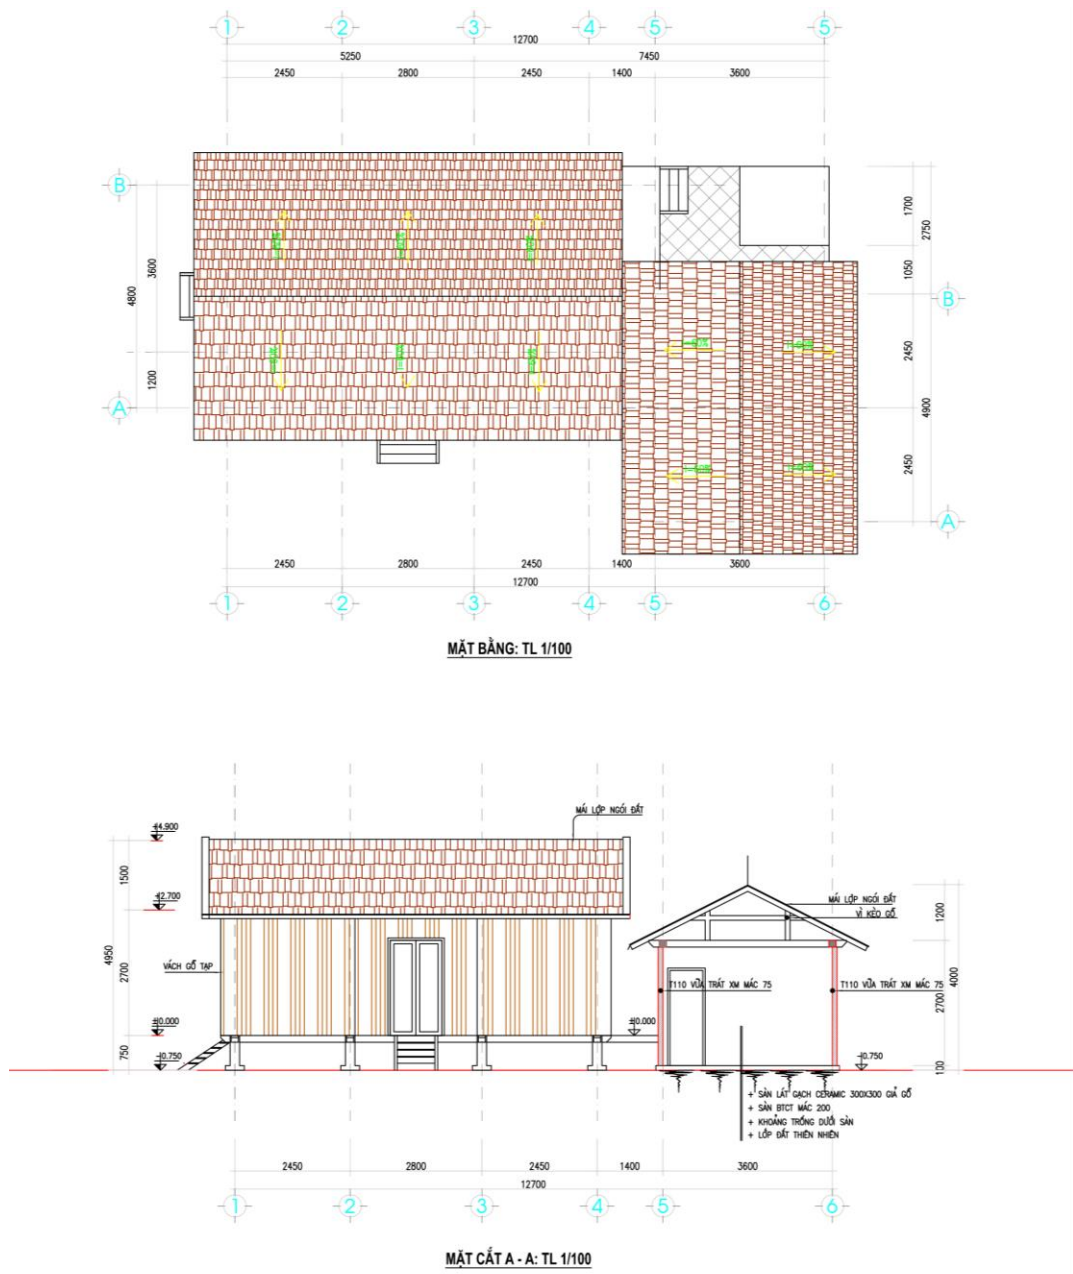 1 2 3 4 5 5
12700
5250 7450
2450 2800 2450 1400 3600
B
A
3600
4800
1200
1700
2750
1050
B
2450
4900
2450
A
i=60% i=60%
i=60% i=60%
2450 2800 2450 1400 3600
12700
1 2 3 4 5 6
MẶT BẰNG: TL 1/100
MÁI LỢP NGÓI ĐẤT
+4.900
1500
+2.700
4950
2700
VÁCH GỖ TẠP
±0.000
750
-0.750
±0.000
MÁI LỢP NGÓI ĐẤT
VÌ KÈO GỖ
1200
4000
T110 VỮA TRÁT XM MÁC 75 T110 VỮA TRÁT XM MÁC 75
2700
-0.750
100
+ SÀN LÁT GẠCH CERAMIC 300X300 GIẢ GỖ
+ SÀN BTCT MÁC 200
+ KHOẢNG TRỐNG DƯỚI SÀN
+ LỚP ĐẤT THIÊN NHIÊN
2450 2800 2450 1400 3600
12700
1 2 3 4 5 6
MẶT CẮT A - A: TL 1/100